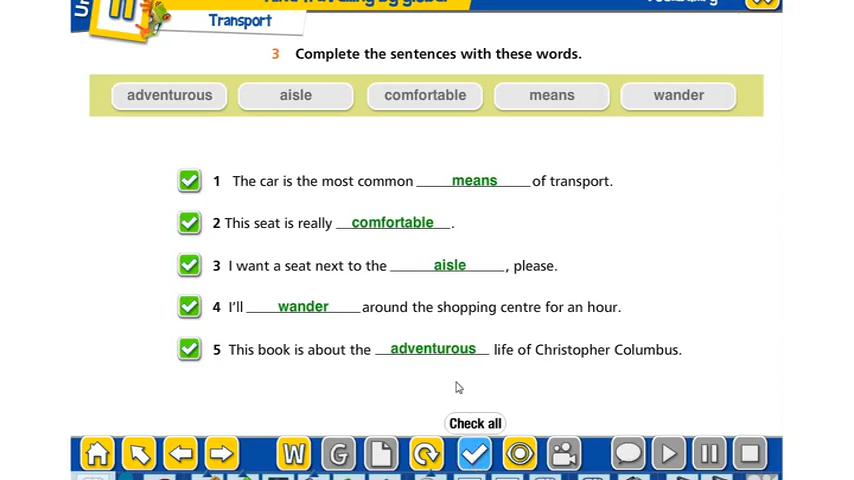 Transport
3 Complete the sentences with these words.
adventurous aisle comfortable means wander
1 The car is the most common means of transport.
2 This seat is really comfortable.
3 I want a seat next to the aisle, please.
4 I'll wander around the shopping centre for an hour.
5 This book is about the adventurous life of Christopher Columbus.
Check all
W G